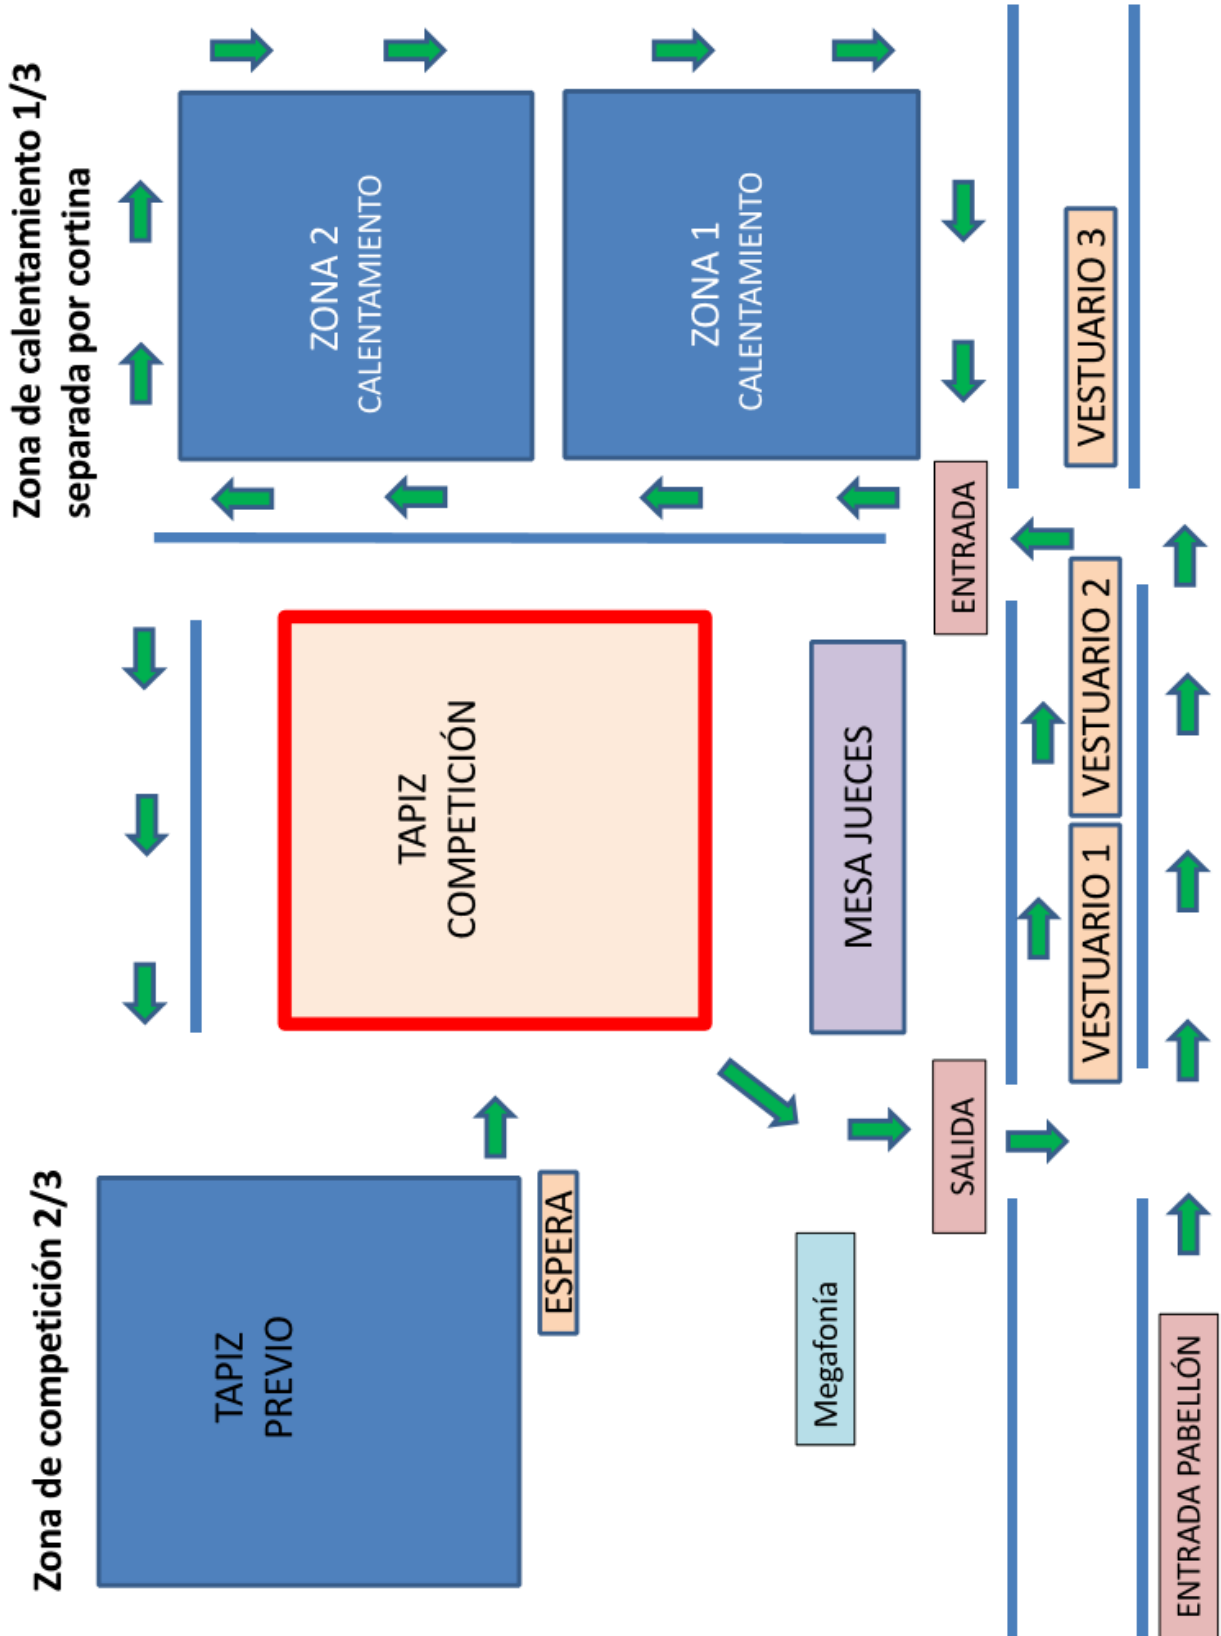 Zona de competición 2/3
Zona de calentamiento 1/3
separada por cortina
TAPIZ
PREVIO
ESPERA
TAPIZ
COMPETICIÓN
ZONA 2
CALENTAMIENTO
ZONA 1
CALENTAMIENTO
Megafonía
MESA JUECES
SALIDA
ENTRADA
VESTUARIO 1
VESTUARIO 2
VESTUARIO 3
ENTRADA PABELLÓN